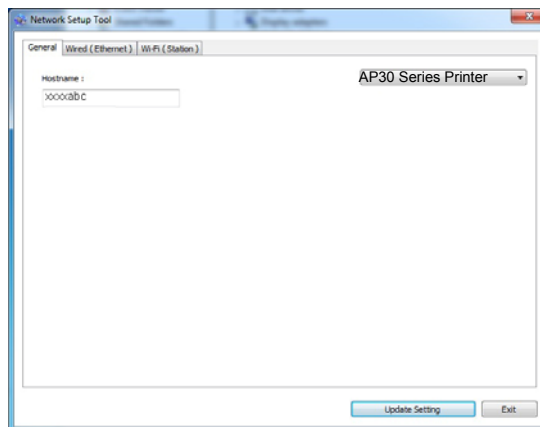 Network Setup Tool
General
Wired ( Ethernet )
Wi-Fi ( Station )
Hostname :
AP30 Series Printer
xxxxabc
Update Setting
Exit